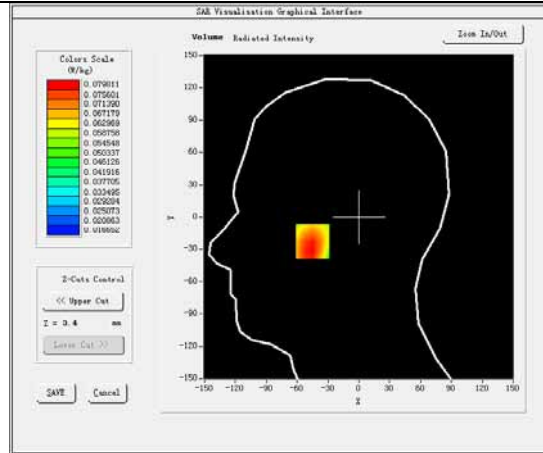 SAR Visualisation Graphical Interface
Volume Radiated Intensity
Zoom In/Out
Colors Scale
(W/kg)
0.079811
0.075601
0.071390
0.067179
0.062969
0.058758
0.054548
0.050337
0.046126
0.041916
0.037705
0.033495
0.029284
0.025073
0.020863
0.016652
Z-Cuts Control
<< Upper Cut
Z = 3.4 mm
Lower Cut >>
SAVE Cancel
150
120
90
60
30
0
-30
-60
-90
-120
-150
Y
-150 -120 -90 -60 -30 0 30 60 90 120 150